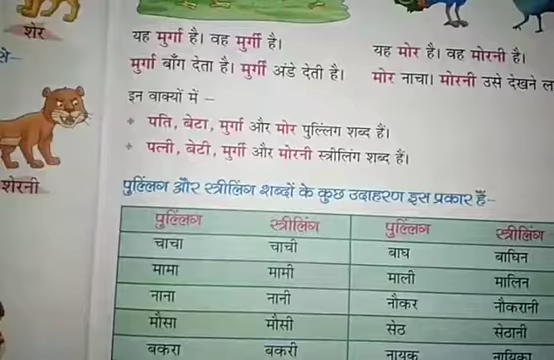 शेर
यह मुर्गा है। वह मुर्गी है।
मुर्गा बाँग देता है। मुर्गी अंडे देती है।
यह मोर है। वह मोरनी है।
मोर नाचा। मोरनी उसे देखने
इन वाक्यों में –
पति, बेटा, मुर्गा और मोर पुल्लिंग शब्द हैं।
पत्नी, बेटी, मुर्गी और मोरनी स्त्रीलिंग शब्द हैं।
शेरनी
पुल्लिंग और स्त्रीलिंग शब्दों के कुछ उदाहरण इस प्रकार हैं–
पुल्लिंग स्त्रीलिंग पुल्लिंग स्त्रीलिंग
चाचा चाची बाघ बाघिन
मामा मामी माली मालिन
नाना नानी नौकर नौकरानी
मौसा मौसी सेठ सेठानी
बकरा बकरी नायक नायिका